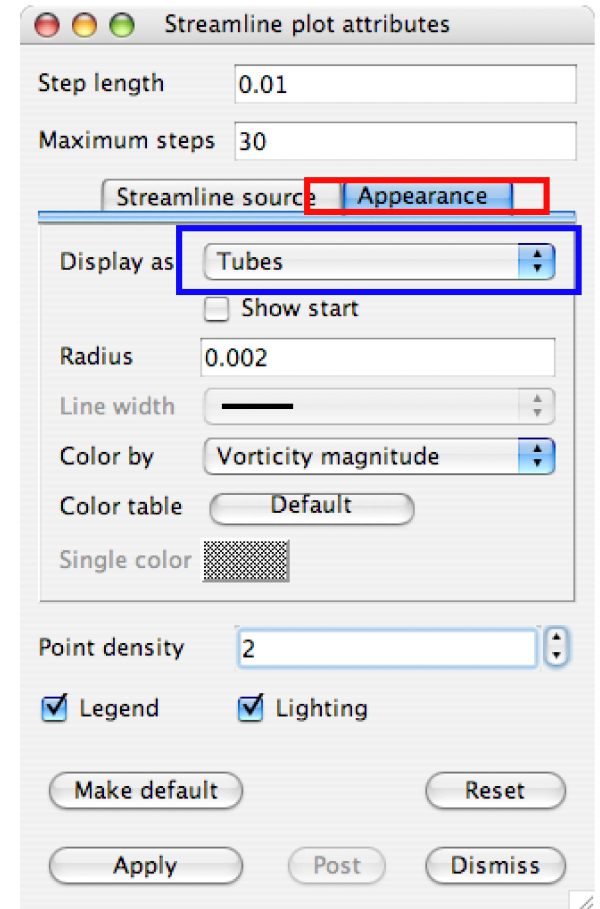 Streamline plot attributes
Step length 0.01
Maximum steps 30
Streamline source Appearance
Display as Tubes
Show start
Radius 0.002
Line width
Color by Vorticity magnitude
Color table Default
Single color
Point density 2
Legend Lighting
Make default Reset
Apply Post Dismiss